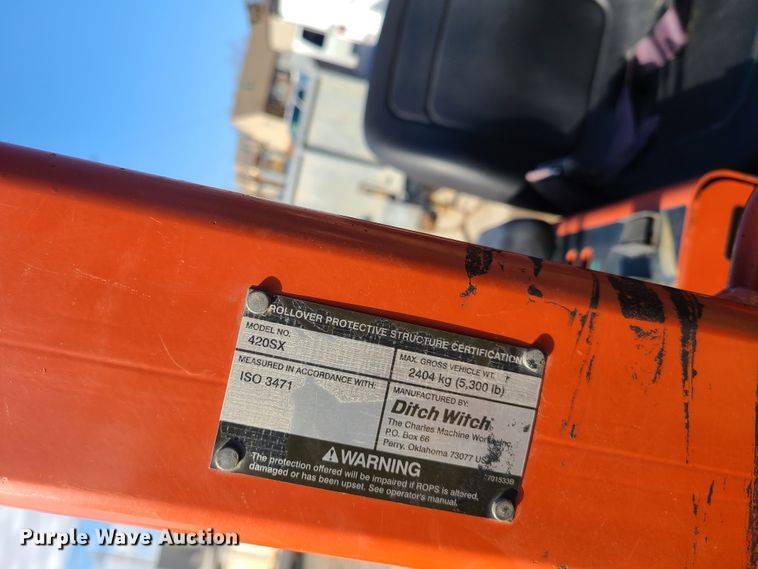 ROLLOVER PROTECTIVE STRUCTURE CERTIFICATION
MODEL NO.
420SX
MAX. GROSS VEHICLE WT.
2404 kg (5,300 lb)
MEASURED IN ACCORDANCE WITH:
ISO 3471
MANUFACTURED BY:
Ditch Witch
The Charles Machine Works, Inc.
P.O. Box 66
Perry, Oklahoma 73077
WARNING
The protection offered will be impaired if ROPS is altered,
damaged or has been upset. See operator's manual.
Purple Wave Auction